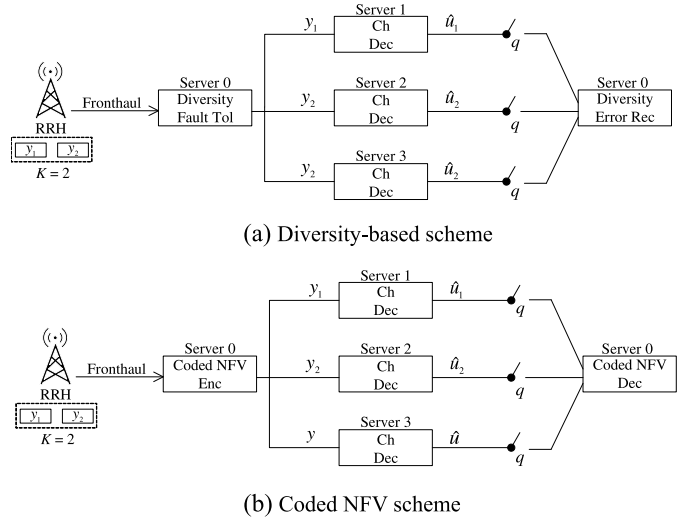 Server 1
y₁ Ch Dec û₁ q
Server 0
Fronthaul Diversity Fault Tol
RRH
y₁ y₂
K = 2
Server 2
y₂ Ch Dec û₂ q
Server 0
Diversity Error Rec
Server 3
y₂ Ch Dec û₂ q
(a) Diversity-based scheme
Server 1
y₁ Ch Dec û₁ q
Server 0
Fronthaul Coded NFV Enc
RRH
y₁ y₂
K = 2
Server 2
y₂ Ch Dec û₂ q
Server 0
Coded NFV Dec
Server 3
y Ch Dec û q
(b) Coded NFV scheme